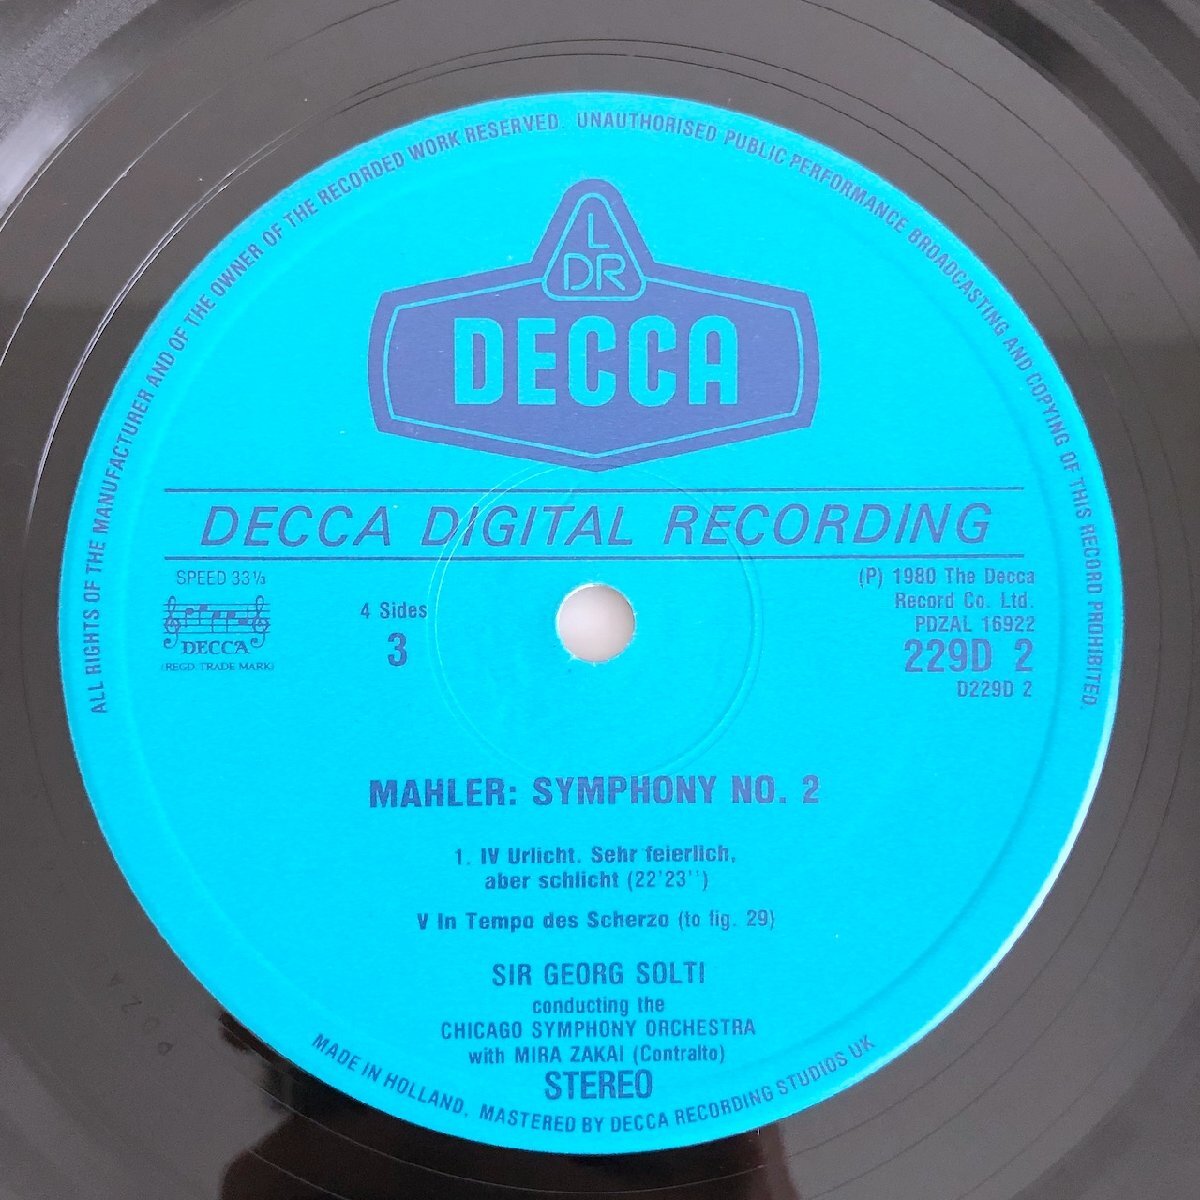 ALL RIGHTS OF THE MANUFACTURER AND OF THE OWNER OF THE RECORDED WORK RESERVED. UNAUTHORISED PUBLIC PERFORMANCE BROADCASTING AND COPYING OF THIS RECORD PROHIBITED.
L
DR
DECCA
DECCA DIGITAL RECORDING
SPEED 33⅓
DECCA
(REGD. TRADE MARK)
4 Sides
3
(P) 1980 The Decca
Record Co. Ltd.
PDZAL 16922
229D 2
D229D 2
MAHLER: SYMPHONY NO. 2
1. IV Urlicht. Sehr feierlich,
aber schlicht (22'23'')
V In Tempo des Scherzo (to fig. 29)
SIR GEORG SOLTI
conducting the
CHICAGO SYMPHONY ORCHESTRA
with MIRA ZAKAI (Contralto)
STEREO
MADE IN HOLLAND. MASTERED BY DECCA RECORDING STUDIOS UK